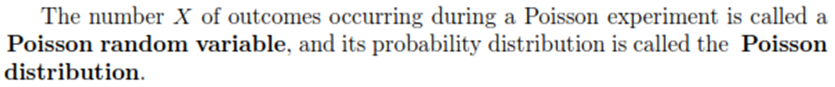 The number X of outcomes occurring during a Poisson experiment is called a
Poisson random variable, and its probability distribution is called the Poisson
distribution.